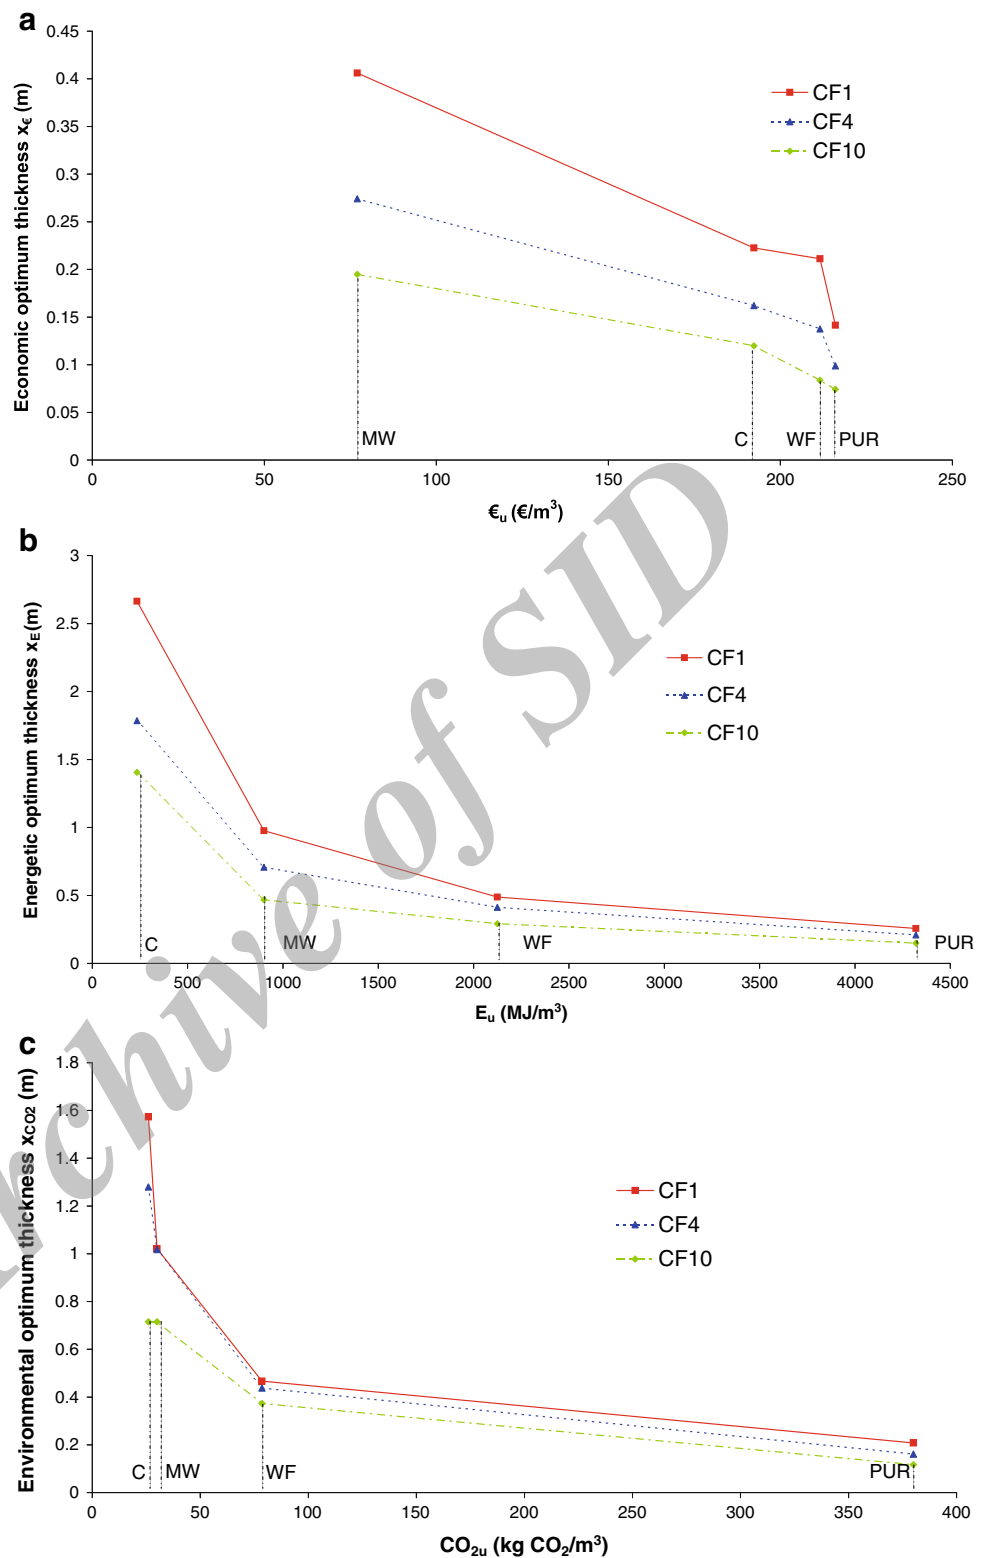 a
0.45
0.4
0.35
0.3
0.25
0.2
0.15
0.1
0.05
0
Economic optimum thickness x€ (m)
CF1
CF4
CF10
MW
C
WF
PUR
0
50
100
150
200
250
€u (€/m³)
b
3
2.5
2
1.5
1
0.5
0
Energetic optimum thickness xE(m)
CF1
CF4
CF10
C
MW
WF
PUR
0
500
1000
1500
2000
2500
3000
3500
4000
4500
Eu (MJ/m³)
c
1.8
1.6
1.4
1.2
1
0.8
0.6
0.4
0.2
0
Environmental optimum thickness xCO2 (m)
CF1
CF4
CF10
C
MW
WF
PUR
0
50
100
150
200
250
300
350
400
CO2u (kg CO2/m³)
Archive of SID